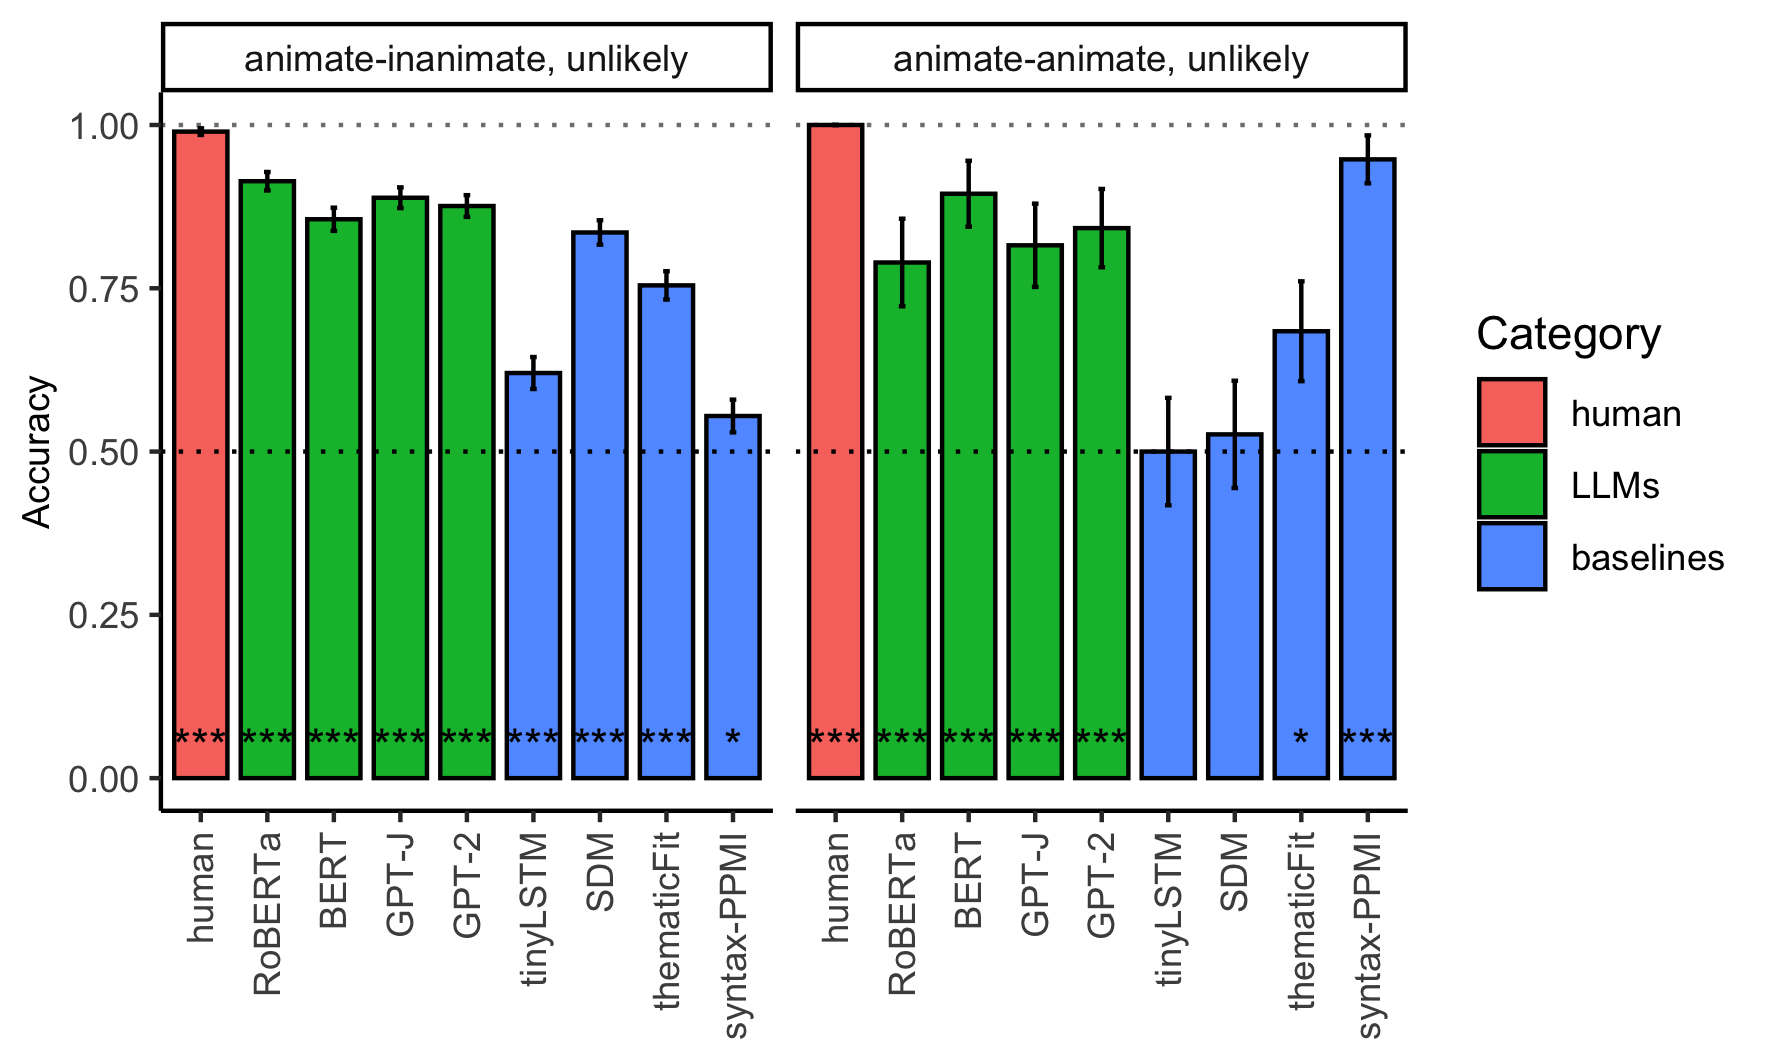 animate-inanimate, unlikely
animate-animate, unlikely
Accuracy
1.00
0.75
0.50
0.25
0.00
*** *** *** *** *** *** *** *** *
*** *** *** *** *** * ***
human
RoBERTa
BERT
GPT-J
GPT-2
tinyLSTM
SDM
thematicFit
syntax-PPMI
human
RoBERTa
BERT
GPT-J
GPT-2
tinyLSTM
SDM
thematicFit
syntax-PPMI
Category
human
LLMs
baselines